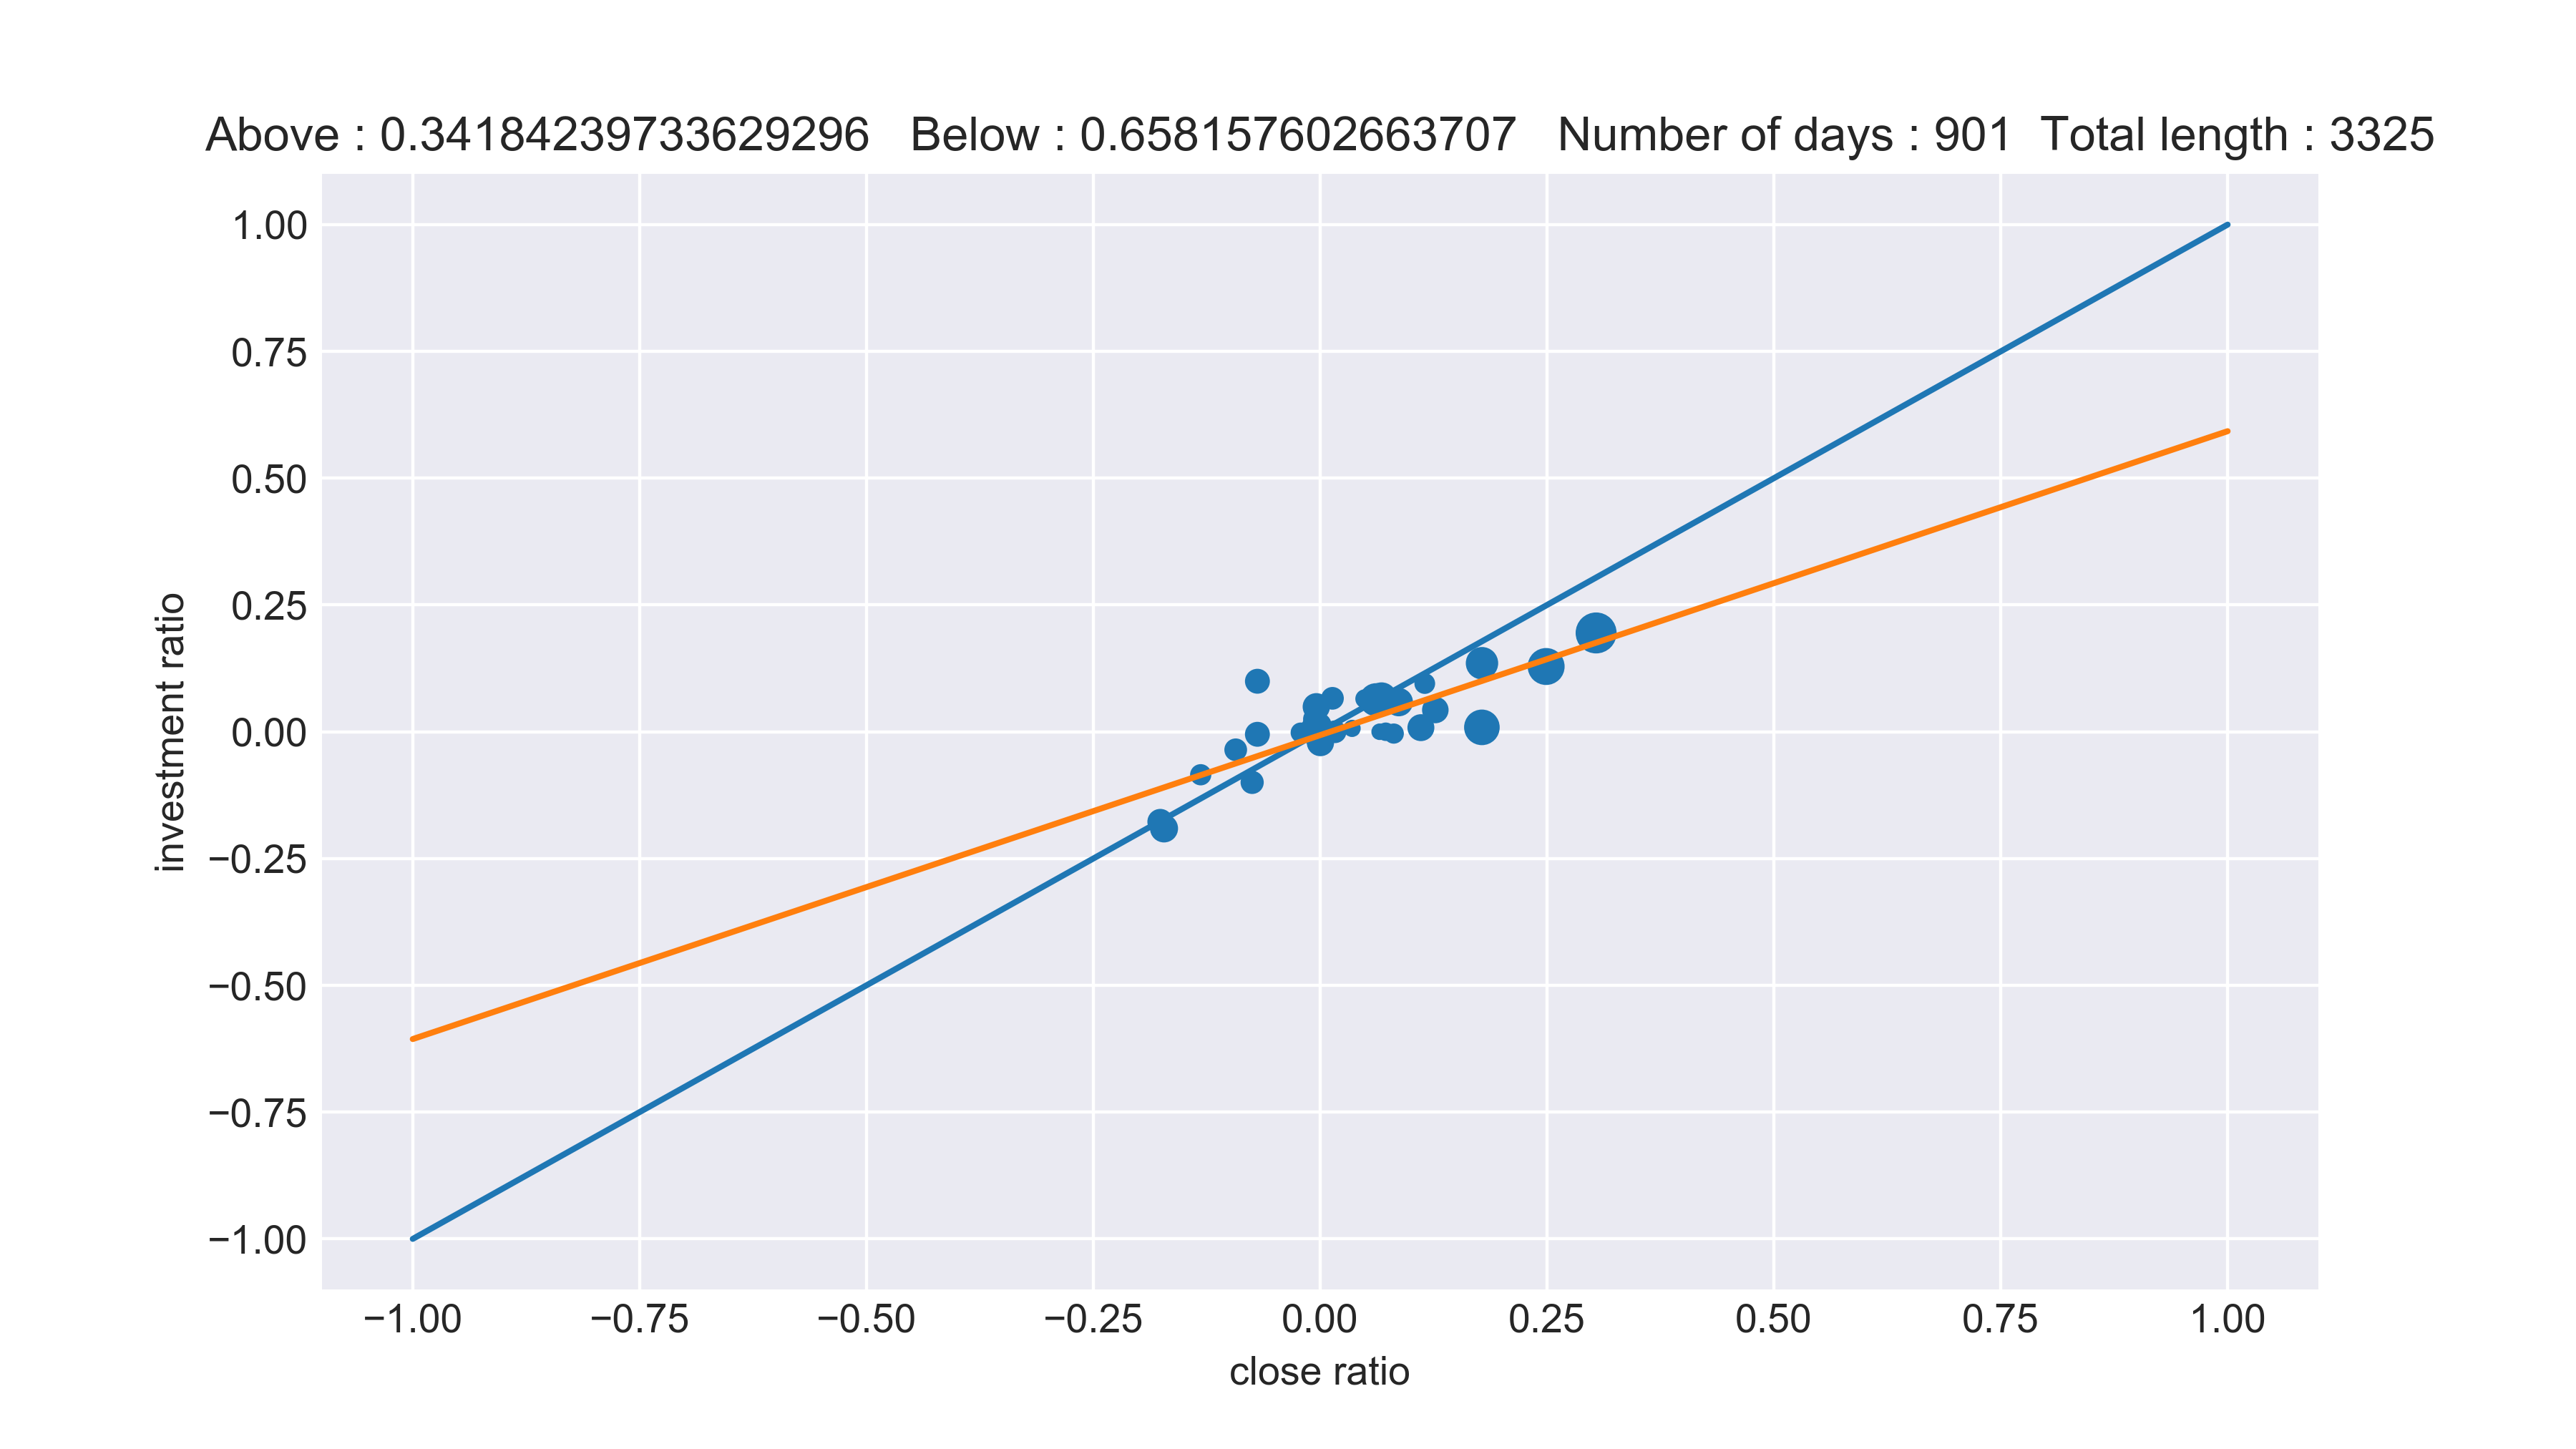 Above : 0.34184239733629296   Below : 0.658157602663707   Number of days : 901  Total length : 3325
1.00
0.75
0.50
0.25
0.00
−0.25
−0.50
−0.75
−1.00
investment ratio
−1.00 −0.75 −0.50 −0.25 0.00 0.25 0.50 0.75 1.00
close ratio